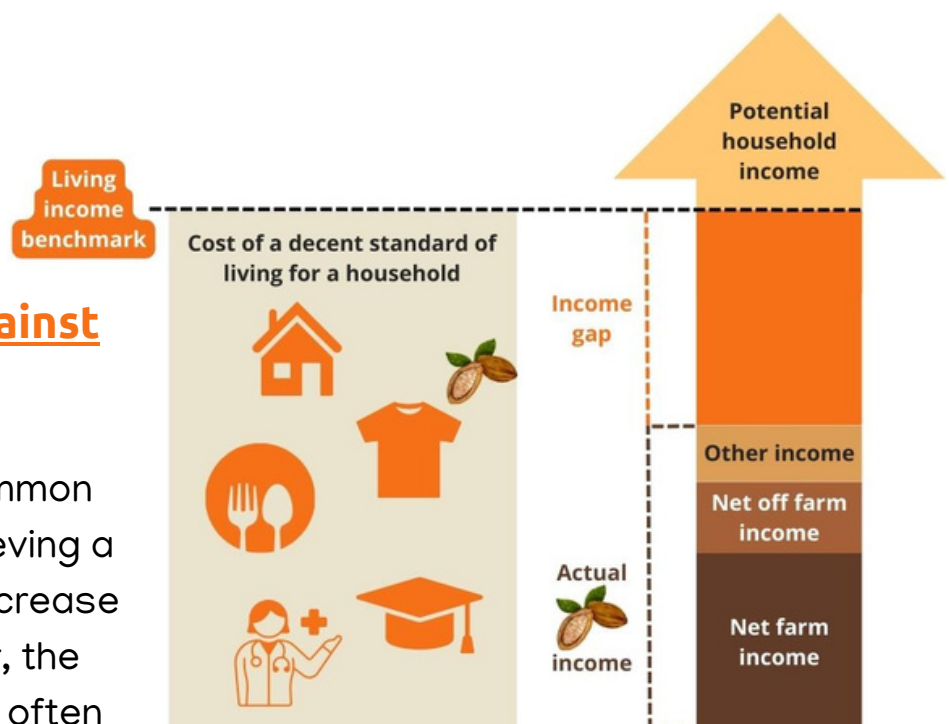 Living
income
benchmark
ainst
mmon
eving a
crease
, the
often
Cost of a decent standard of
living for a household
Income
gap
Actual
income
Potential
household
income
Other income
Net off farm
income
Net farm
income